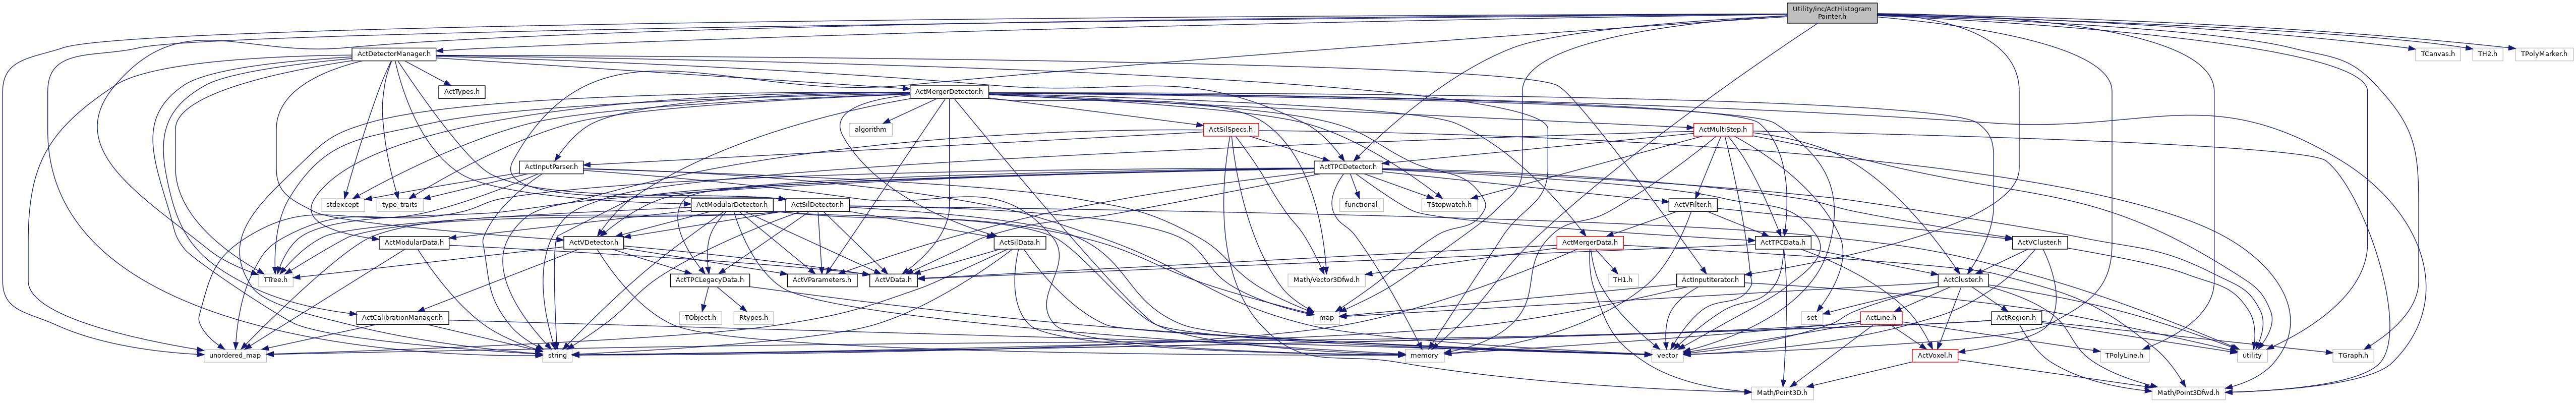 Utility/inc/ActHistogram
Painter.h
ActDetectorManager.h
TCanvas.h
TH2.h
TPolyMarker.h
ActTypes.h
ActMergerDetector.h
algorithm
ActSilSpecs.h
ActMultiStep.h
ActInputParser.h
ActTPCDetector.h
stdexcept
type_traits
ActModularDetector.h
ActSilDetector.h
functional
TStopwatch.h
ActVFilter.h
ActModularData.h
ActVDetector.h
ActSilData.h
ActMergerData.h
ActTPCData.h
ActVCluster.h
TTree.h
ActTPCLegacyData.h
ActVParameters.h
ActVData.h
Math/Vector3Dfwd.h
TH1.h
ActInputIterator.h
ActCluster.h
ActCalibrationManager.h
TObject.h
Rtypes.h
map
set
ActLine.h
ActRegion.h
unordered_map
string
memory
vector
ActVoxel.h
TPolyLine.h
utility
TGraph.h
Math/Point3D.h
Math/Point3Dfwd.h